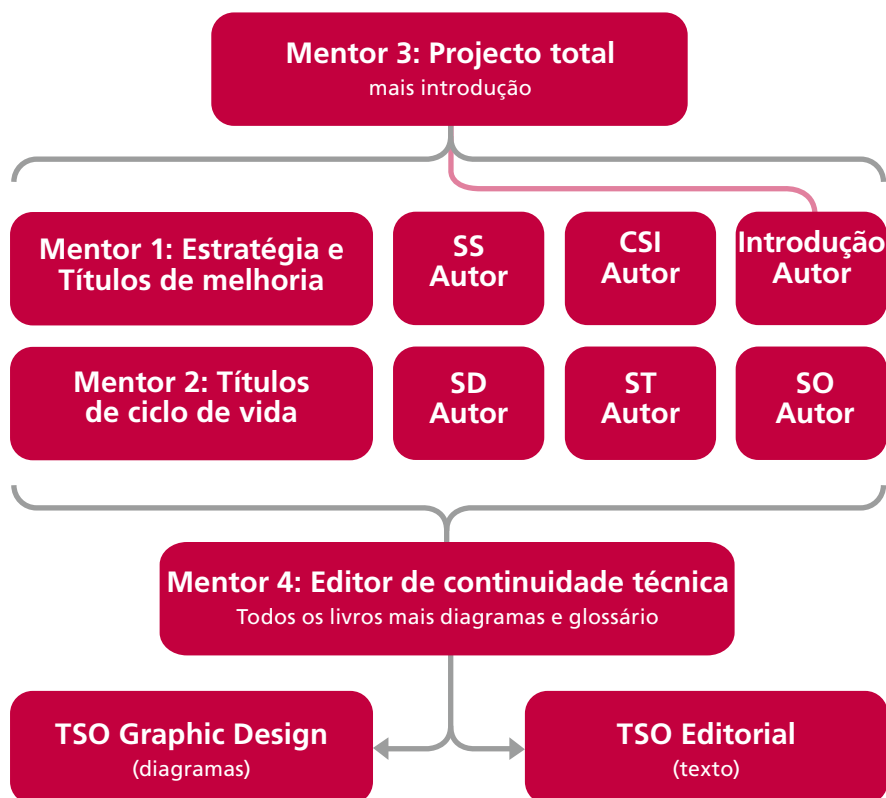 Mentor 3: Projecto total
mais introdução
Mentor 1: Estratégia e
Títulos de melhoria
SS
Autor
CSI
Autor
Introdução
Autor
Mentor 2: Títulos
de ciclo de vida
SD
Autor
ST
Autor
SO
Autor
Mentor 4: Editor de continuidade técnica
Todos os livros mais diagramas e glossário
TSO Graphic Design
(diagramas)
TSO Editorial
(texto)